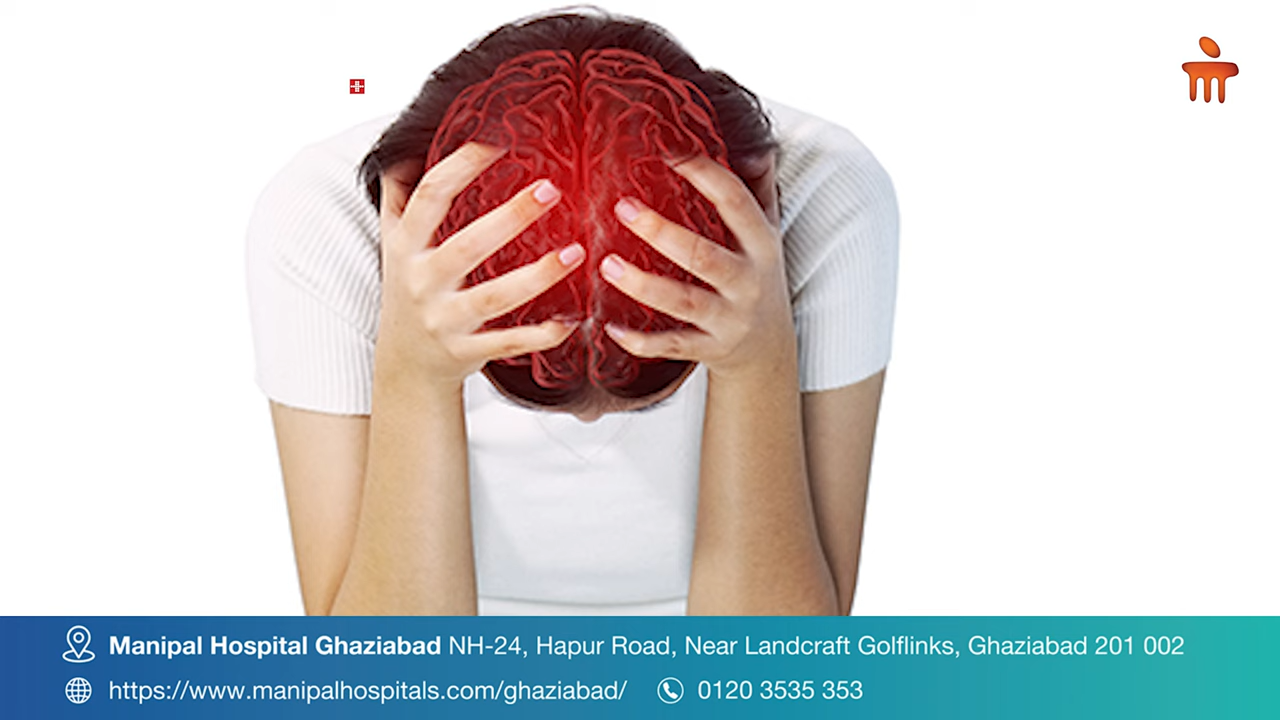 Manipal Hospital Ghaziabad NH-24, Hapur Road, Near Landcraft Golflinks, Ghaziabad 201 002
https://www.manipalhospitals.com/ghaziabad/ 0120 3535 353